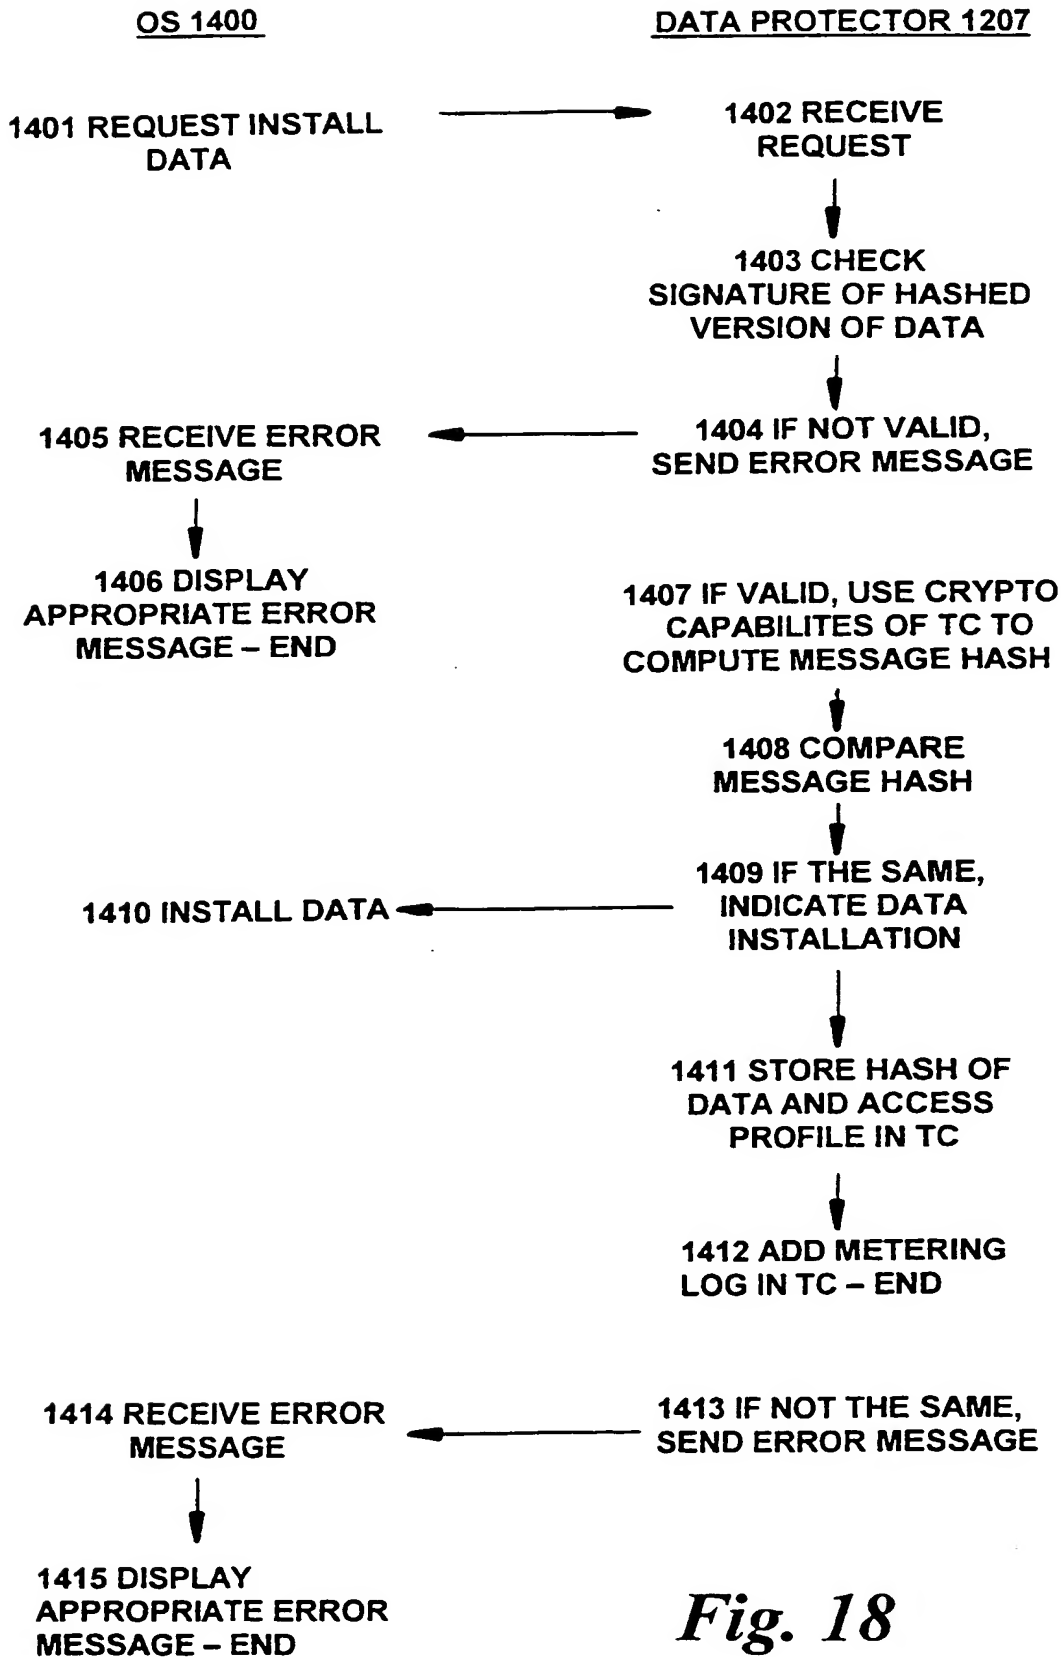 OS 1400
DATA PROTECTOR 1207
1401 REQUEST INSTALL
DATA
1402 RECEIVE
REQUEST
1403 CHECK
SIGNATURE OF HASHED
VERSION OF DATA
1404 IF NOT VALID,
SEND ERROR MESSAGE
1405 RECEIVE ERROR
MESSAGE
1406 DISPLAY
APPROPRIATE ERROR
MESSAGE – END
1407 IF VALID, USE CRYPTO
CAPABILITES OF TC TO
COMPUTE MESSAGE HASH
1408 COMPARE
MESSAGE HASH
1409 IF THE SAME,
INDICATE DATA
INSTALLATION
1410 INSTALL DATA
1411 STORE HASH OF
DATA AND ACCESS
PROFILE IN TC
1412 ADD METERING
LOG IN TC – END
1413 IF NOT THE SAME,
SEND ERROR MESSAGE
1414 RECEIVE ERROR
MESSAGE
1415 DISPLAY
APPROPRIATE ERROR
MESSAGE – END
Fig. 18